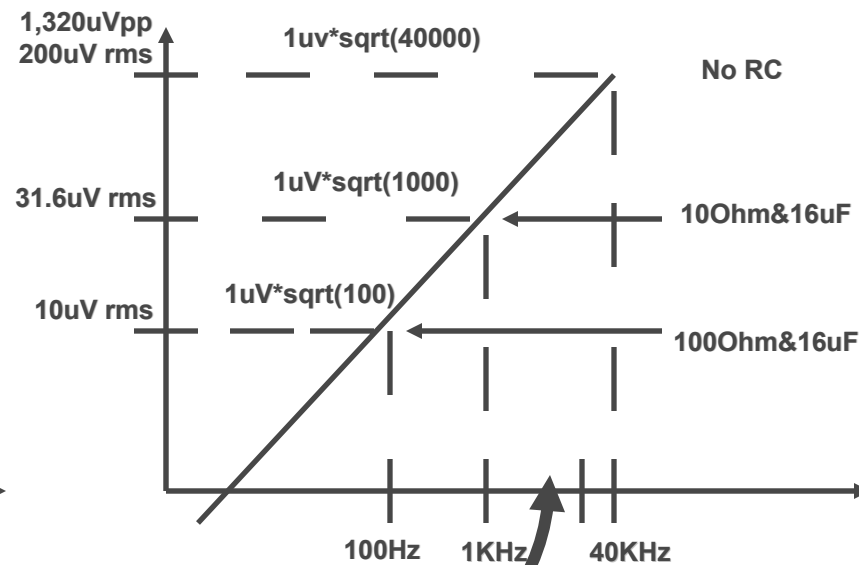 1,320uVpp
200uV rms
1uv*sqrt(40000)
No RC
31.6uV rms
1uV*sqrt(1000)
10Ohm&16uF
10uV rms
1uV*sqrt(100)
100Ohm&16uF
100Hz
1KHz
40KHz